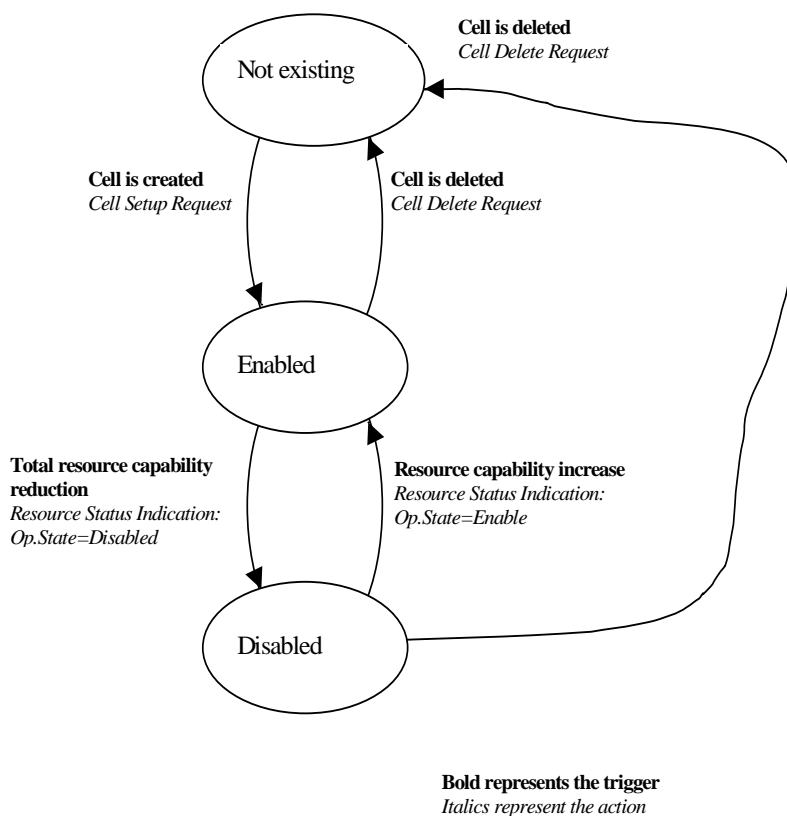 Cell is deleted
Cell Delete Request
Not existing
Cell is created
Cell Setup Request
Cell is deleted
Cell Delete Request
Enabled
Total resource capability
reduction
Resource Status Indication:
Op.State=Disabled
Resource capability increase
Resource Status Indication:
Op.State=Enable
Disabled
Bold represents the trigger
Italics represent the action